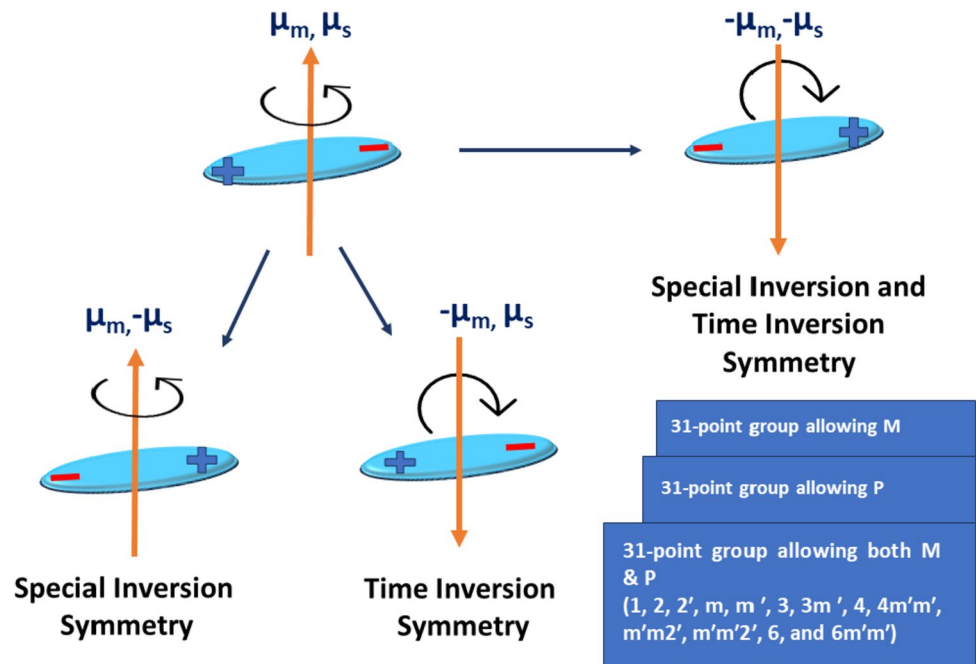 μm, μs
-μm,-μs
Special Inversion and
Time Inversion
Symmetry
μm,-μs
-μm, μs
Special Inversion
Symmetry
Time Inversion
Symmetry
31-point group allowing M
31-point group allowing P
31-point group allowing both M
& P
(1, 2, 2’, m, m ’, 3, 3m ’, 4, 4m’m’,
m’m2’, m’m’2’, 6, and 6m’m’)